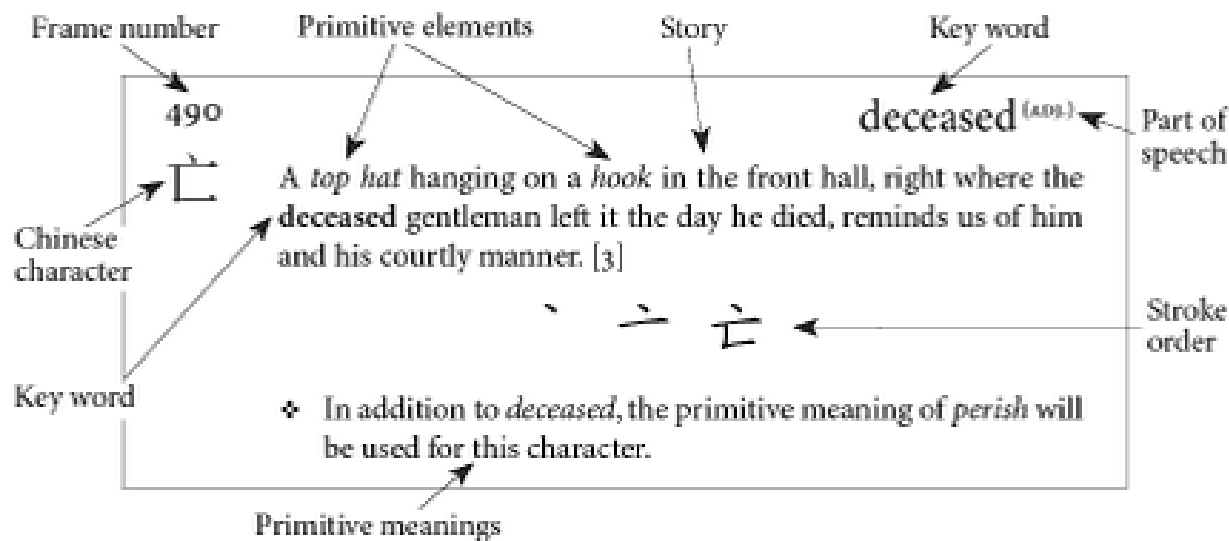 Frame number Primitive elements Story Key word
490 deceased (ADJ.)
Part of speech
亡 A top hat hanging on a hook in the front hall, right where the
deceased gentleman left it the day he died, reminds us of him
and his courtly manner. [3]
Chinese
character
丶 亠 亡
Stroke
order
Key word
❖ In addition to deceased, the primitive meaning of perish will
be used for this character.
Primitive meanings